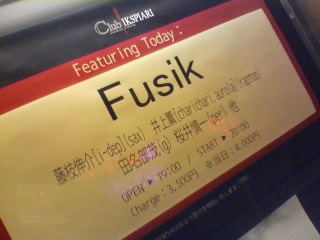 Club IKSPIARI
Featuring Today :
Fusik
藤枝伸介[i-dep](sax) 井上薫[chari chari, aurora](laptop)
田名部茂(g) 桜井慎一(per) 他
OPEN ▶ 19:00 / START ▶ 20:00
Charge : 3,500円 ※当日 : 4,000円